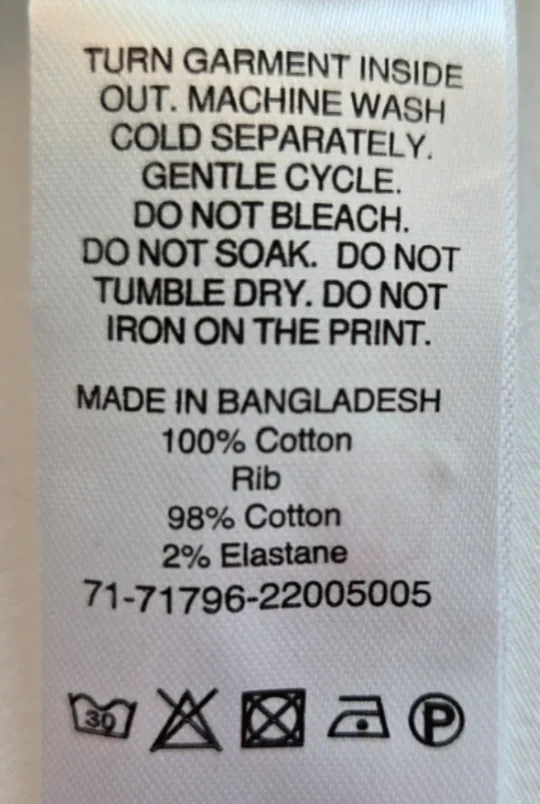 TURN GARMENT INSIDE
OUT. MACHINE WASH
COLD SEPARATELY.
GENTLE CYCLE.
DO NOT BLEACH.
DO NOT SOAK. DO NOT
TUMBLE DRY. DO NOT
IRON ON THE PRINT.
MADE IN BANGLADESH
100% Cotton
Rib
98% Cotton
2% Elastane
71-71796-22005005
30 P